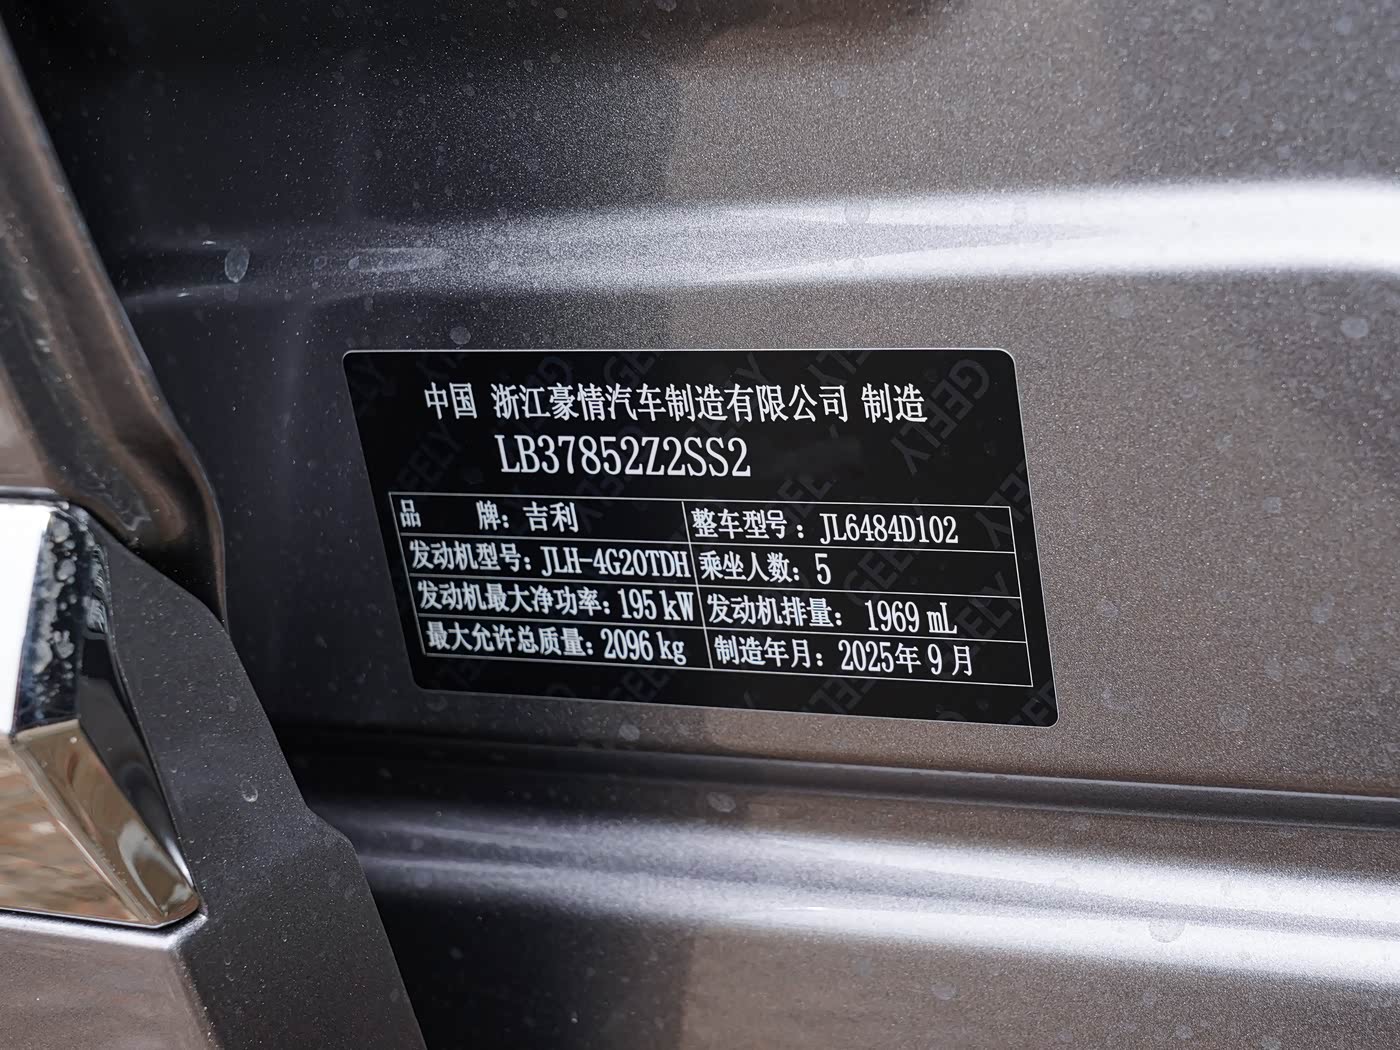 中国 浙江豪情汽车制造有限公司 制造
LB37852Z2SS2
品 牌：吉利 整车型号：JL6484D102
发动机型号：JLH-4G20TDH 乘坐人数：5
发动机最大净功率：195 kW 发动机排量： 1969 mL
最大允许总质量：2096 kg 制造年月：2025年 9 月